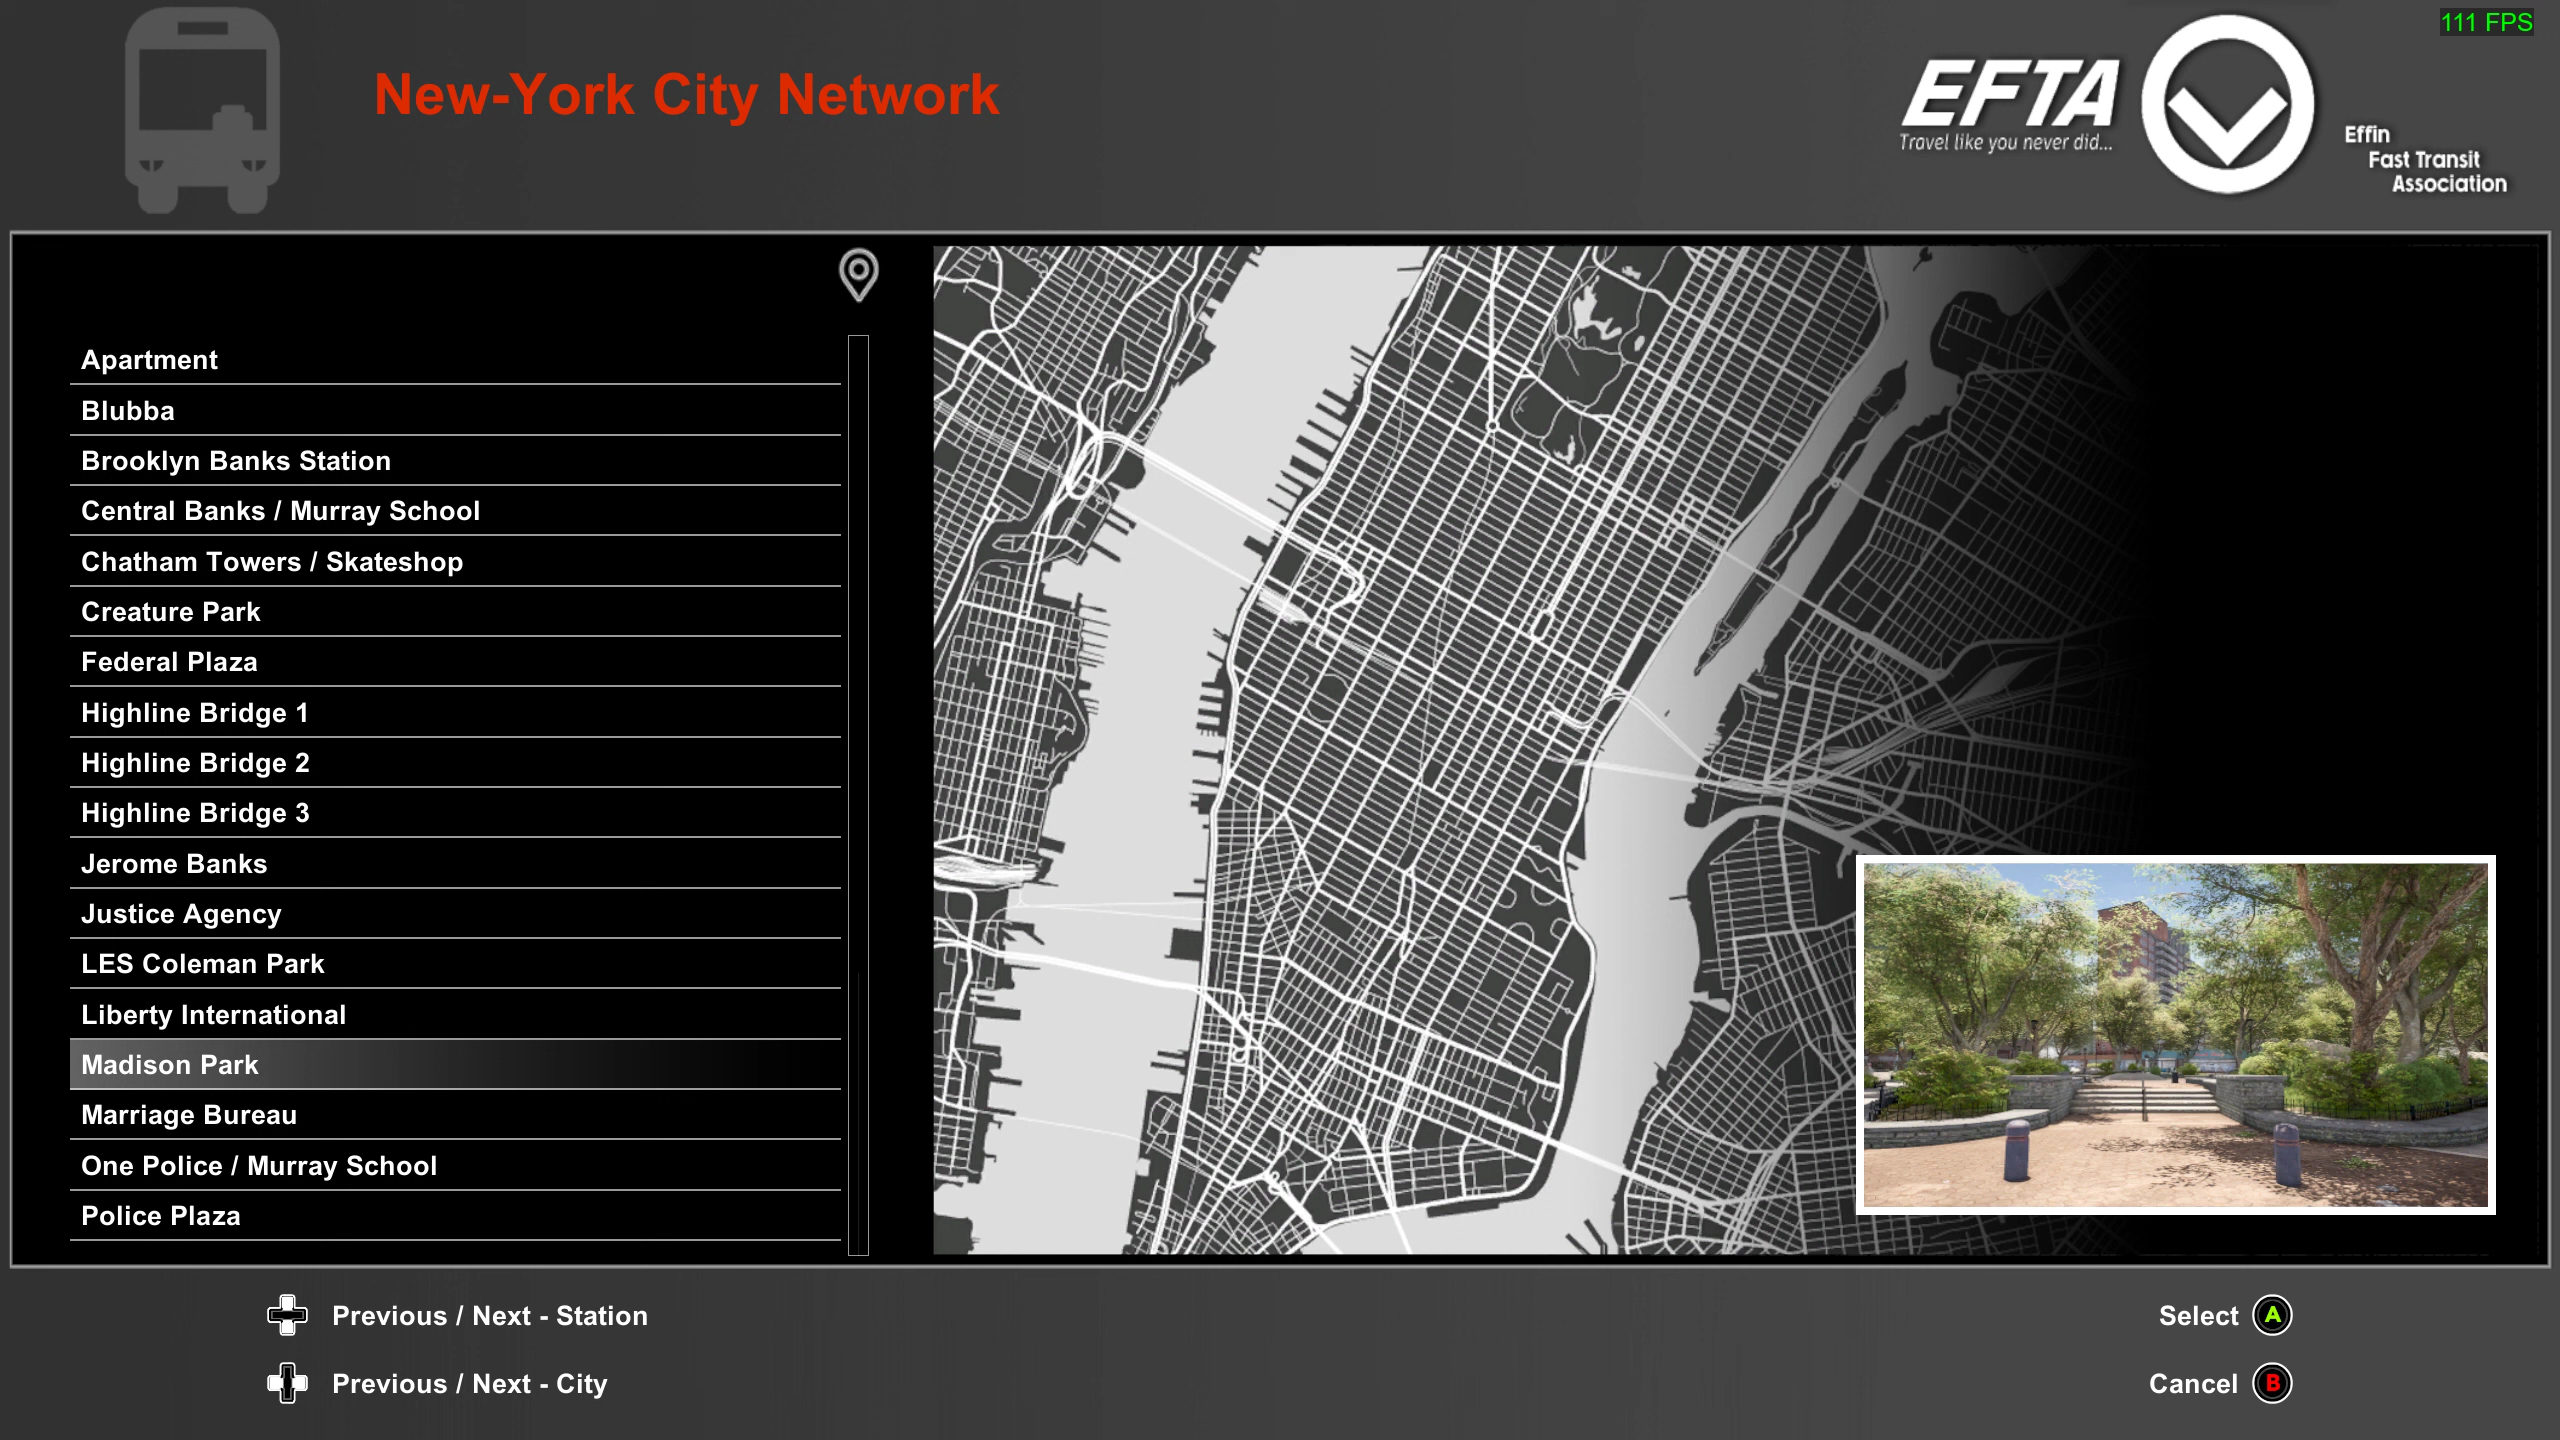 111 FPS
New-York City Network
EFTA
Travel like you never did...
Effin
Fast Transit
Association
Apartment
Blubba
Brooklyn Banks Station
Central Banks / Murray School
Chatham Towers / Skateshop
Creature Park
Federal Plaza
Highline Bridge 1
Highline Bridge 2
Highline Bridge 3
Jerome Banks
Justice Agency
LES Coleman Park
Liberty International
Madison Park
Marriage Bureau
One Police / Murray School
Police Plaza
Previous / Next - Station
Select A
Previous / Next - City
Cancel B